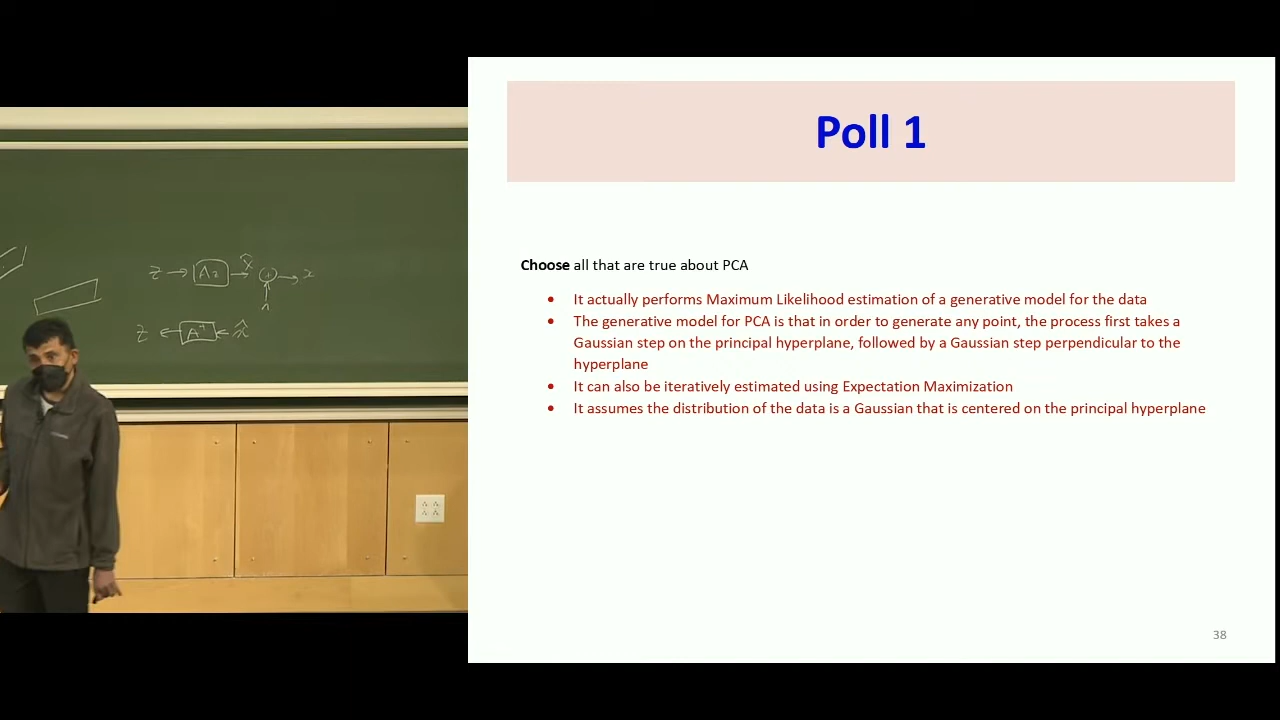 Poll 1
Choose all that are true about PCA
• It actually performs Maximum Likelihood estimation of a generative model for the data
• The generative model for PCA is that in order to generate any point, the process first takes a
Gaussian step on the principal hyperplane, followed by a Gaussian step perpendicular to the
hyperplane
• It can also be iteratively estimated using Expectation Maximization
• It assumes the distribution of the data is a Gaussian that is centered on the principal hyperplane
38